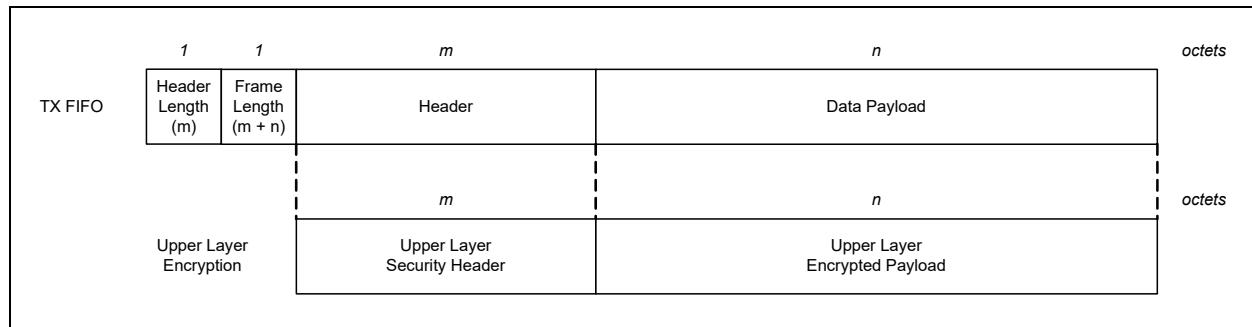 1 1 m n octets
TX FIFO
Header
Length
(m)
Frame
Length
(m + n)
Header
Data Payload
m n octets
Upper Layer
Encryption
Upper Layer
Security Header
Upper Layer
Encrypted Payload